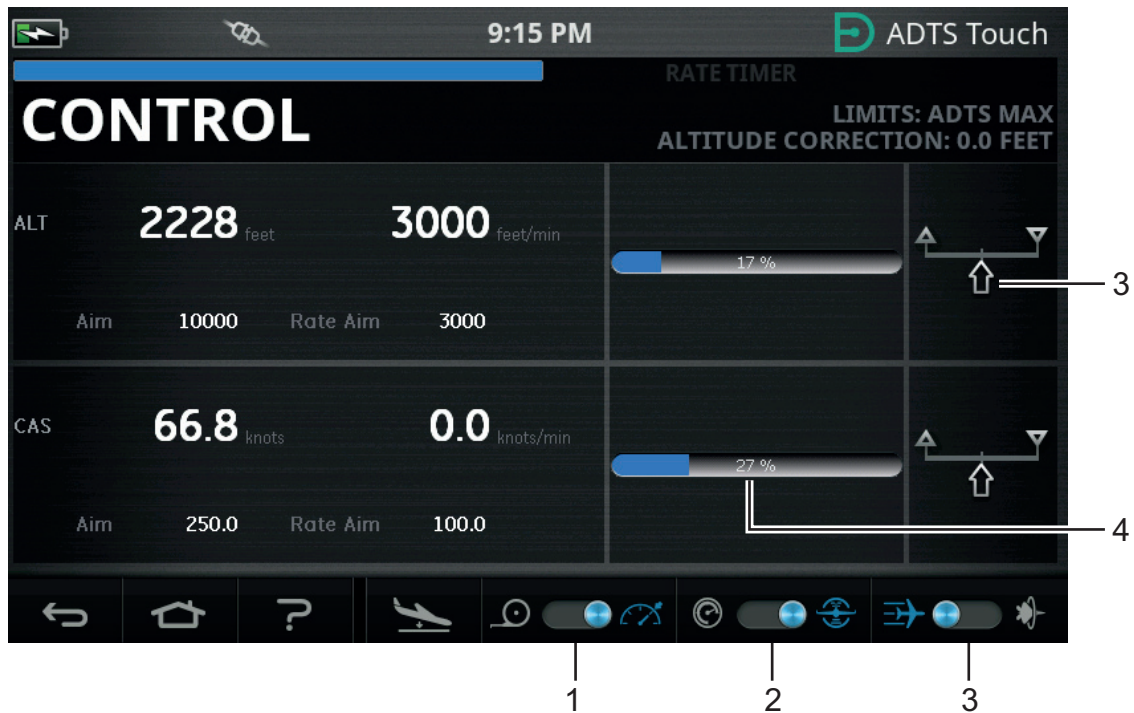 9:15 PM
ADTS Touch
RATE TIMER
CONTROL
LIMITS: ADTS MAX
ALTITUDE CORRECTION: 0.0 FEET
ALT 2228 feet 3000 feet/min
17 %
3
Aim 10000 Rate Aim 3000
CAS 66.8 knots 0.0 knots/min
27 %
Aim 250.0 Rate Aim 100.0
4
?
1 2 3